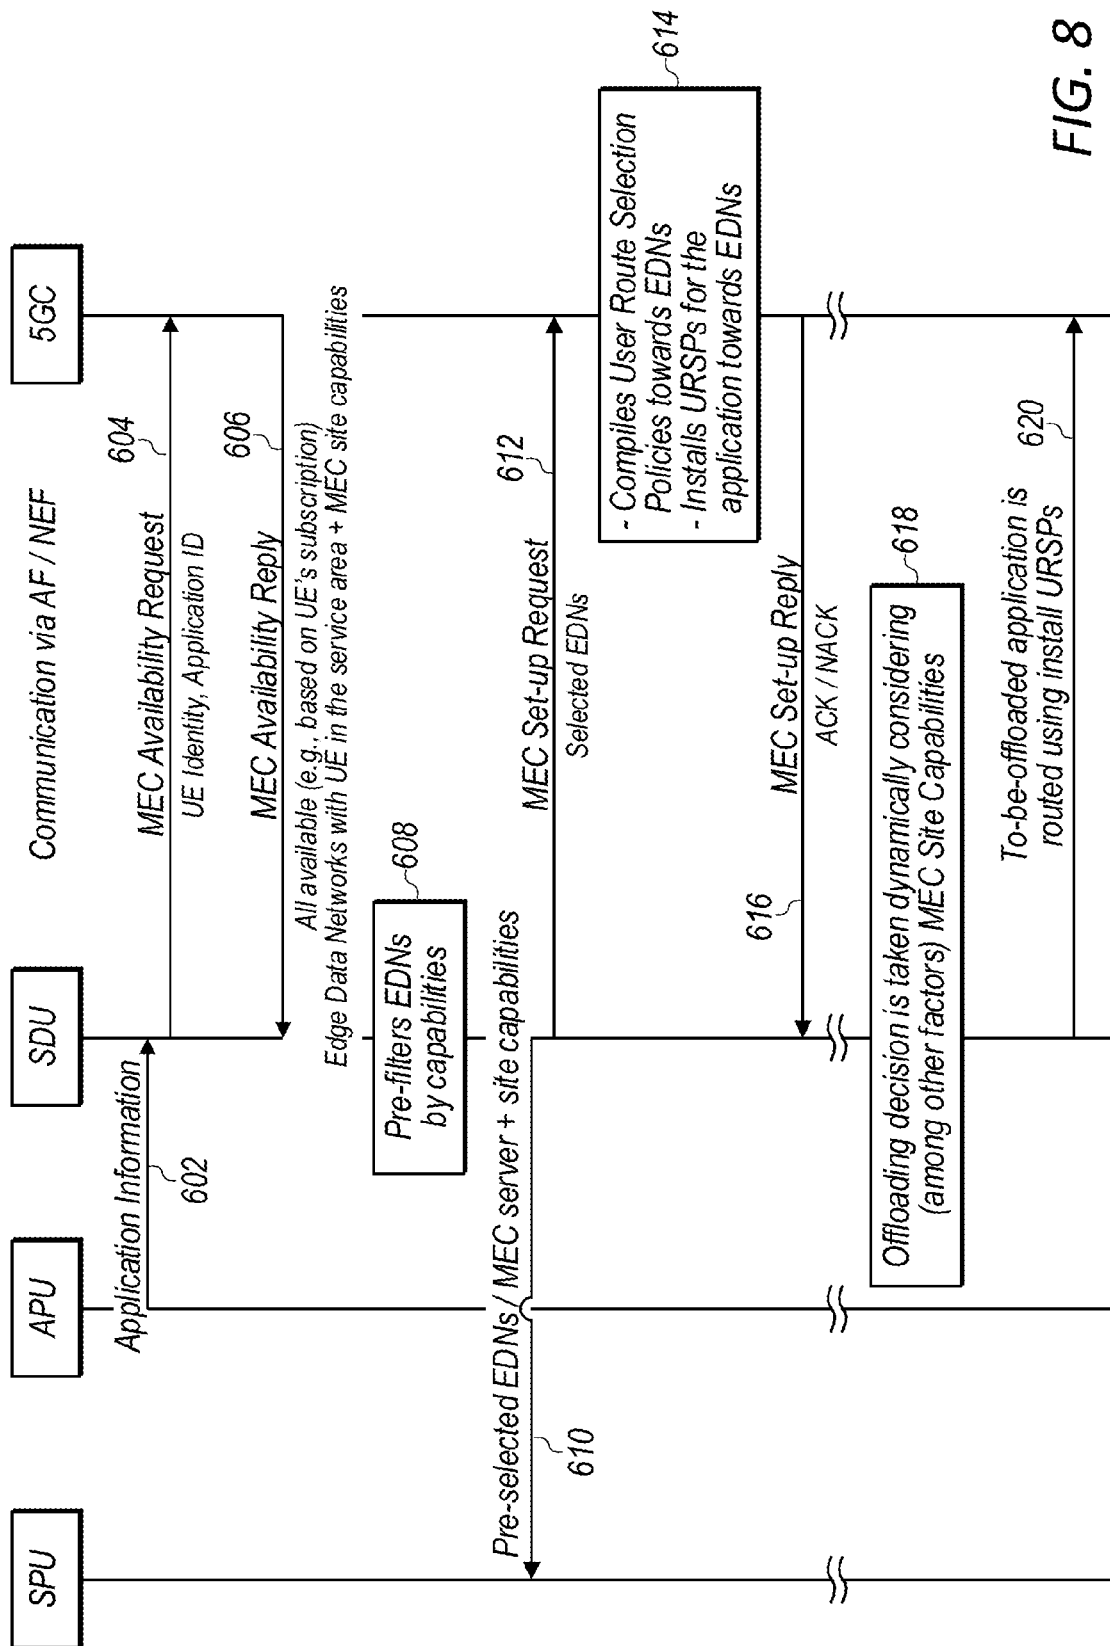 SPU
APU
SDU
5GC
Communication via AF / NEF
Application Information
602
MEC Availability Request
604
UE Identity, Application ID
MEC Availability Reply
606
All available (e.g., based on UE's subscription)
Edge Data Networks with UE in the service area + MEC site capabilities
Pre-filters EDNs
by capabilities
608
Pre-selected EDNs / MEC server + site capabilities
610
MEC Set-up Request
612
Selected EDNs
- Compiles User Route Selection
Policies towards EDNs
- Installs URSPs for the
application towards EDNs
614
MEC Set-up Reply
616
ACK / NACK
Offloading decision is taken dynamically considering
(among other factors) MEC Site Capabilities
618
To-be-offloaded application is
routed using install URSPs
620
FIG. 8